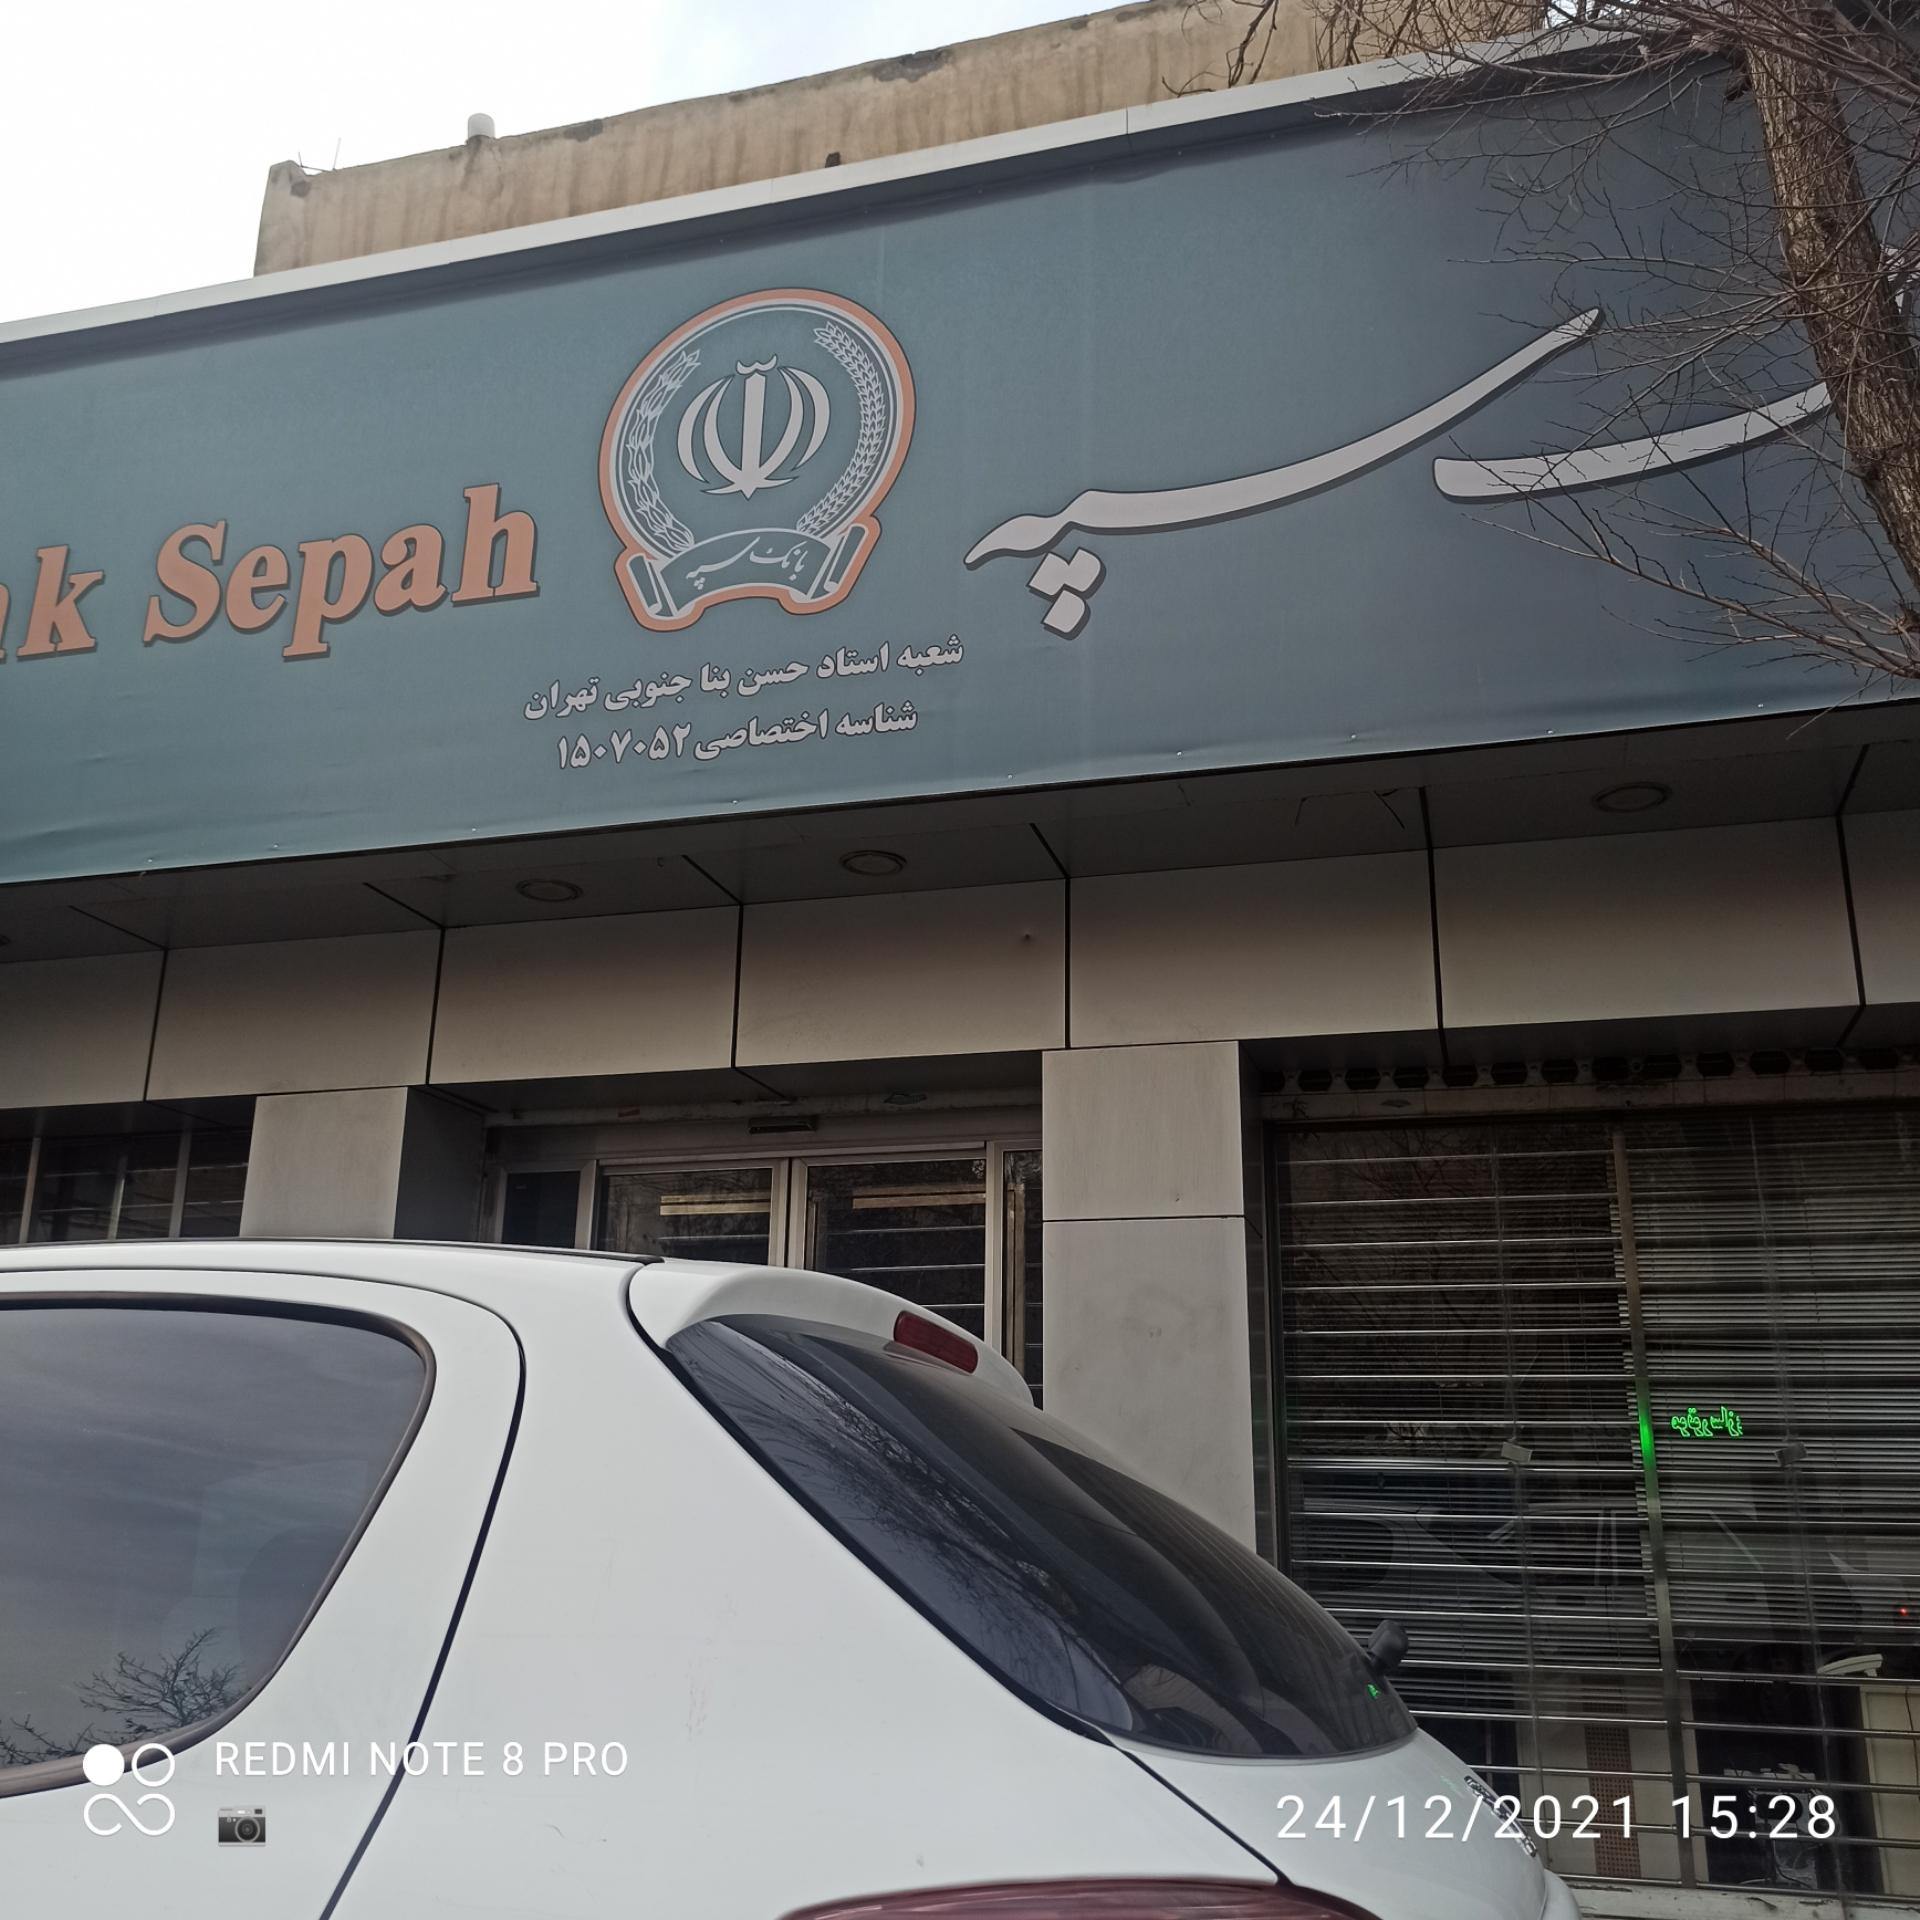 سپه
nk Sepah
بانک سپه
شعبه استاد حسن بنا جنوبی تهران
شناسه اختصاصی ۱۵۰۷۰۵۲
REDMI NOTE 8 PRO
24/12/2021 15:28